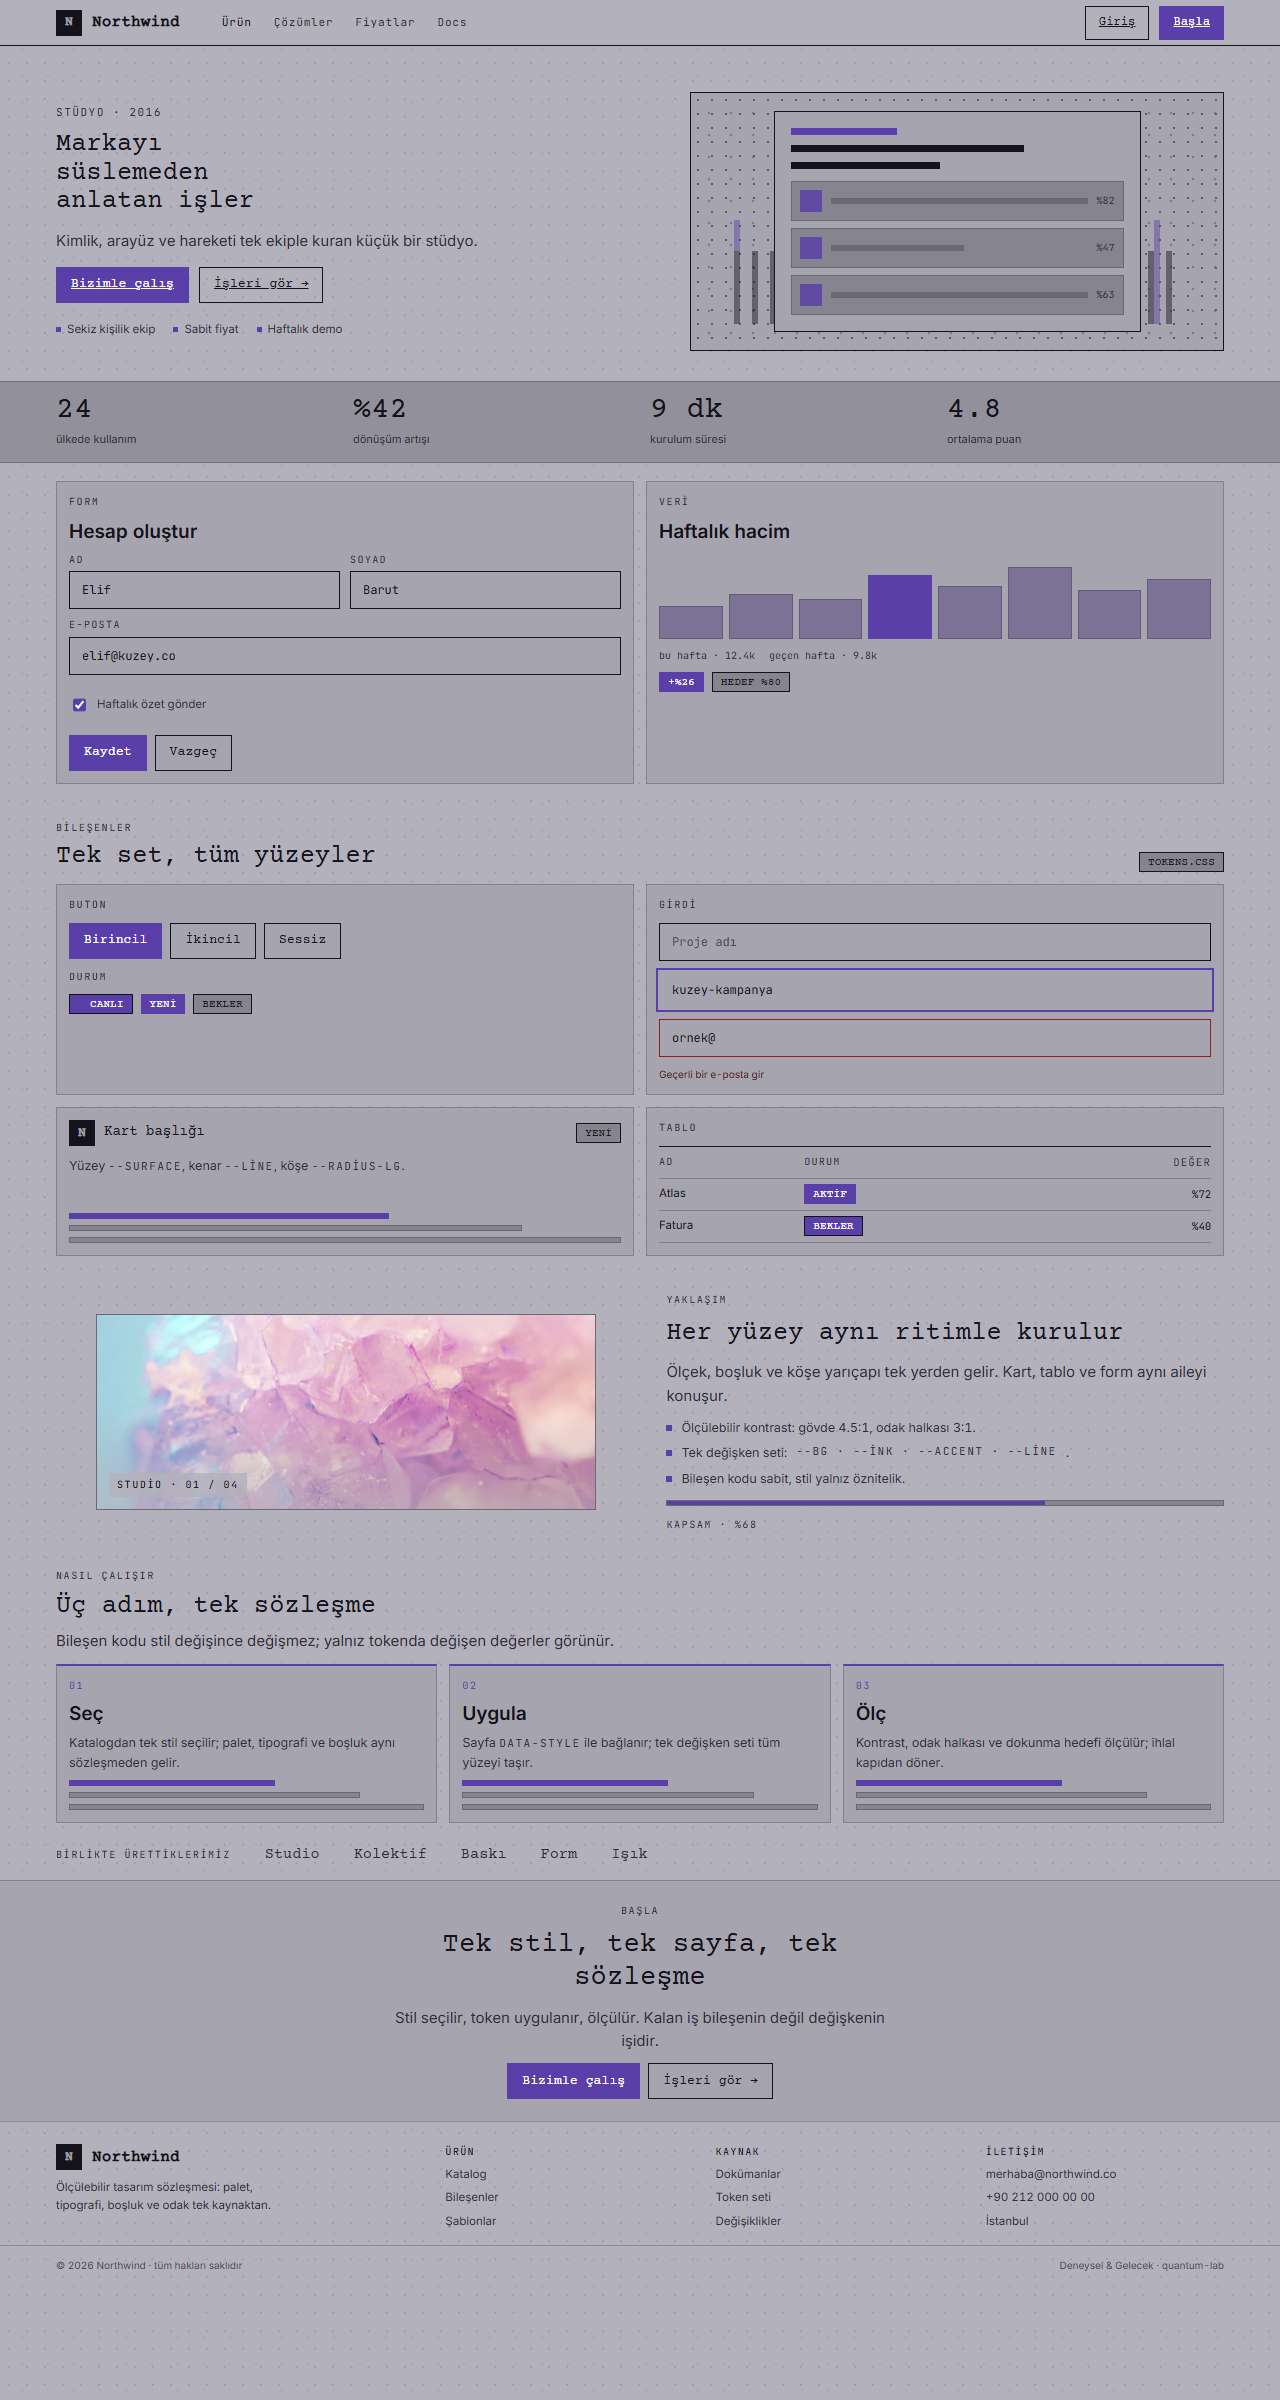 N Northwind Ürün Çözümler Fiyatlar Docs Giriş Başla
STÜDYO · 2016
Markayı
süslemeden
anlatan işler
Kimlik, arayüz ve hareketi tek ekiple kuran küçük bir stüdyo.
Bizimle çalış İşleri gör →
Sekiz kişilik ekip Sabit fiyat Haftalık demo
%82
%47
%63
24 %42 9 dk 4.8
ülkede kullanım dönüşüm artışı kurulum süresi ortalama puan
FORM
Hesap oluştur
AD SOYAD
Elif Barut
E-POSTA
elif@kuzey.co
Haftalık özet gönder
Kaydet Vazgeç
VERİ
Haftalık hacim
bu hafta · 12.4k geçen hafta · 9.8k
+%26 HEDEF %80
BİLEŞENLER
Tek set, tüm yüzeyler
TOKENS.CSS
BUTON
Birincil İkincil Sessiz
DURUM
CANLI YENİ BEKLER
GİRDİ
Proje adı
kuzey-kampanya
ornek@
Geçerli bir e-posta gir
N Kart başlığı YENİ
Yüzey --SURFACE, kenar --LİNE, köşe --RADİUS-LG.
TABLO
AD DURUM DEĞER
Atlas AKTİF %72
Fatura BEKLER %40
STUDİO · 01 / 04
YAKLAŞIM
Her yüzey aynı ritimle kurulur
Ölçek, boşluk ve köşe yarıçapı tek yerden gelir. Kart, tablo ve form aynı aileyi
konuşur.
Ölçülebilir kontrast: gövde 4.5:1, odak halkası 3:1.
Tek değişken seti: --BG · --İNK · --ACCENT · --LİNE .
Bileşen kodu sabit, stil yalnız öznitelik.
KAPSAM · %68
NASIL ÇALIŞIR
Üç adım, tek sözleşme
Bileşen kodu stil değişince değişmez; yalnız tokenda değişen değerler görünür.
01
Seç
Katalogdan tek stil seçilir; palet, tipografi ve boşluk aynı
sözleşmeden gelir.
02
Uygula
Sayfa DATA-STYLE ile bağlanır; tek değişken seti tüm
yüzeyi taşır.
03
Ölç
Kontrast, odak halkası ve dokunma hedefi ölçülür; ihlal
kapıdan döner.
BİRLİKTE ÜRETTİKLERİMİZ Studio Kolektif Baskı Form Işık
BAŞLA
Tek stil, tek sayfa, tek
sözleşme
Stil seçilir, token uygulanır, ölçülür. Kalan iş bileşenin değil değişkenin
işidir.
Bizimle çalış İşleri gör →
N Northwind
Ölçülebilir tasarım sözleşmesi: palet,
tipografi, boşluk ve odak tek kaynaktan.
ÜRÜN
Katalog
Bileşenler
Şablonlar
KAYNAK
Dokümanlar
Token seti
Değişiklikler
İLETİŞİM
merhaba@northwind.co
+90 212 000 00 00
İstanbul
© 2026 Northwind · tüm hakları saklıdır Deneysel & Gelecek · quantum-lab